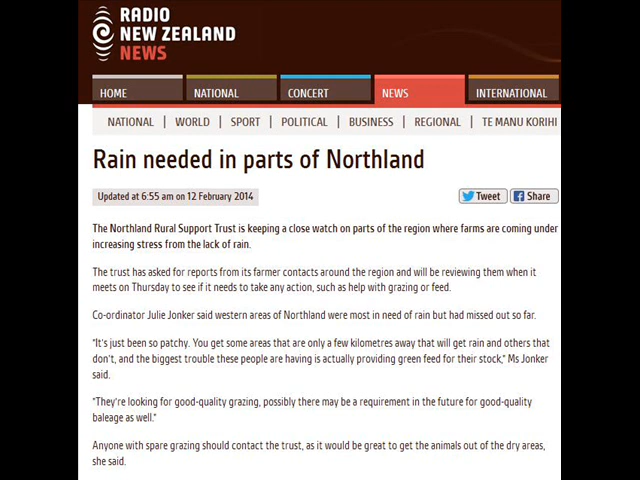 RADIO
NEW ZEALAND
NEWS
HOME NATIONAL CONCERT NEWS INTERNATIONAL
NATIONAL | WORLD | SPORT | POLITICAL | BUSINESS | REGIONAL | TE MANU KORIHI
Rain needed in parts of Northland
Updated at 6:55 am on 12 February 2014 Tweet Share
The Northland Rural Support Trust is keeping a close watch on parts of the region where farms are coming under
increasing stress from the lack of rain.
The trust has asked for reports from its farmer contacts around the region and will be reviewing them when it
meets on Thursday to see if it needs to take any action, such as help with grazing or feed.
Co-ordinator Julie Jonker said western areas of Northland were most in need of rain but had missed out so far.
"It's just been so patchy. You get some areas that are only a few kilometres away that will get rain and others that
don't, and the biggest trouble these people are having is actually providing green feed for their stock," Ms Jonker
said.
"They're looking for good-quality grazing, possibly there may be a requirement in the future for good-quality
baleage as well."
Anyone with spare grazing should contact the trust, as it would be great to get the animals out of the dry areas,
she said.